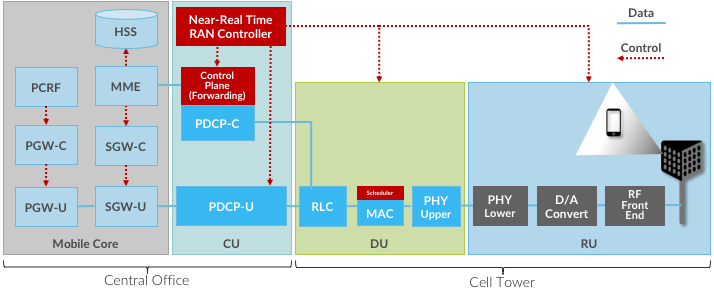 HSS
PCRF
MME
PGW-C
SGW-C
PGW-U
SGW-U
Mobile Core
Near-Real Time
RAN Controller
Control
Plane
(Forwarding)
PDCP-C
PDCP-U
CU
RLC
Scheduler
MAC
PHY
Upper
DU
Data
Control
PHY
Lower
D/A
Convert
RF
Front
End
RU
Central Office
Cell Tower